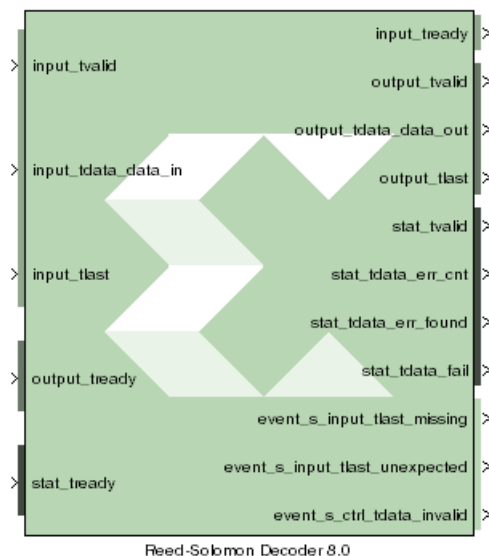 input_tready
input_tvalid
output_tvalid
output_tdata_data_out
input_tdata_data_in
output_tlast
stat_tvalid
input_tlast
stat_tdata_err_cnt
stat_tdata_err_found
output_tready
stat_tdata_fail
event_s_input_tlast_missing
event_s_input_tlast_unexpected
stat_tready
event_s_ctrl_tdata_invalid
Reed-Solomon Decoder 8.0